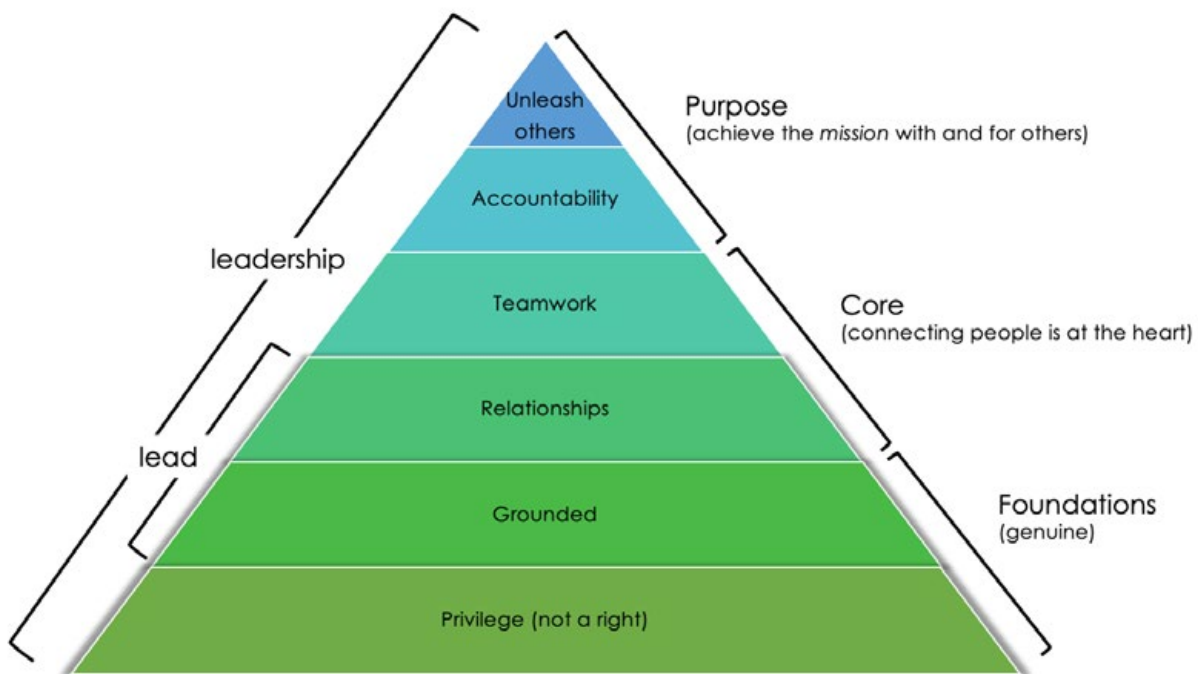 Unleash
others
Purpose
(achieve the mission with and for others)
Accountability
leadership
Teamwork
Core
(connecting people is at the heart)
Relationships
lead
Grounded
Foundations
(genuine)
Privilege (not a right)